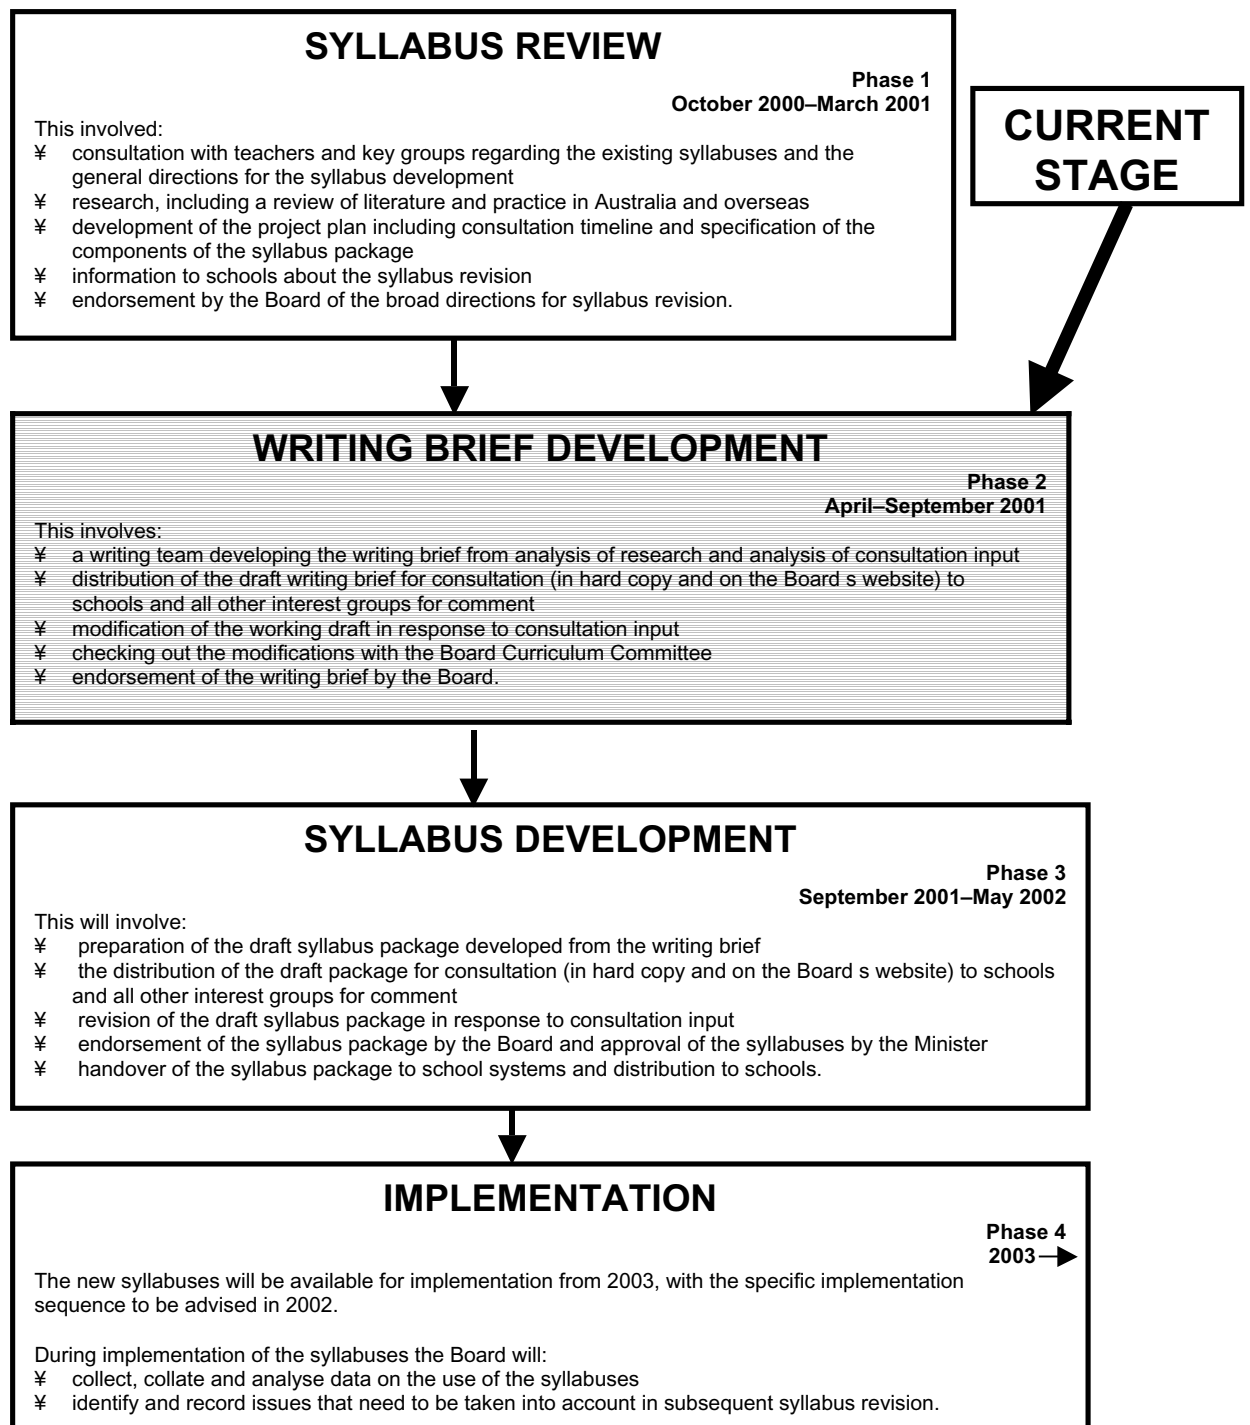 SYLLABUS REVIEW
Phase 1
October 2000–March 2001
This involved:
¥ consultation with teachers and key groups regarding the existing syllabuses and the
general directions for the syllabus development
¥ research, including a review of literature and practice in Australia and overseas
¥ development of the project plan including consultation timeline and specification of the
components of the syllabus package
¥ information to schools about the syllabus revision
¥ endorsement by the Board of the broad directions for syllabus revision.
CURRENT
STAGE
WRITING BRIEF DEVELOPMENT
Phase 2
April–September 2001
This involves:
¥ a writing team developing the writing brief from analysis of research and analysis of consultation input
¥ distribution of the draft writing brief for consultation (in hard copy and on the Board s website) to
schools and all other interest groups for comment
¥ modification of the working draft in response to consultation input
¥ checking out the modifications with the Board Curriculum Committee
¥ endorsement of the writing brief by the Board.
SYLLABUS DEVELOPMENT
Phase 3
September 2001–May 2002
This will involve:
¥ preparation of the draft syllabus package developed from the writing brief
¥ the distribution of the draft package for consultation (in hard copy and on the Board s website) to schools
and all other interest groups for comment
¥ revision of the draft syllabus package in response to consultation input
¥ endorsement of the syllabus package by the Board and approval of the syllabuses by the Minister
¥ handover of the syllabus package to school systems and distribution to schools.
IMPLEMENTATION
Phase 4
2003
The new syllabuses will be available for implementation from 2003, with the specific implementation
sequence to be advised in 2002.
During implementation of the syllabuses the Board will:
¥ collect, collate and analyse data on the use of the syllabuses
¥ identify and record issues that need to be taken into account in subsequent syllabus revision.